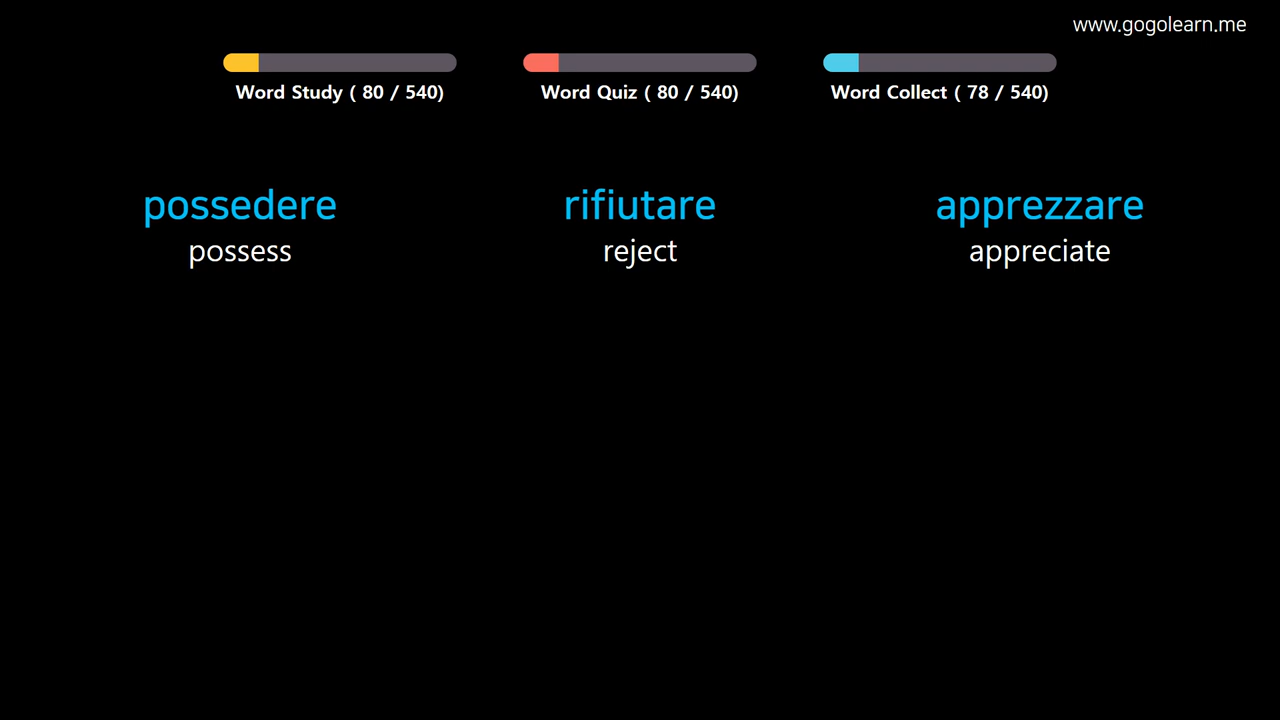 www.gogolearn.me
Word Study ( 80 / 540)
Word Quiz ( 80 / 540)
Word Collect ( 78 / 540)
possedere
possess
rifiutare
reject
apprezzare
appreciate